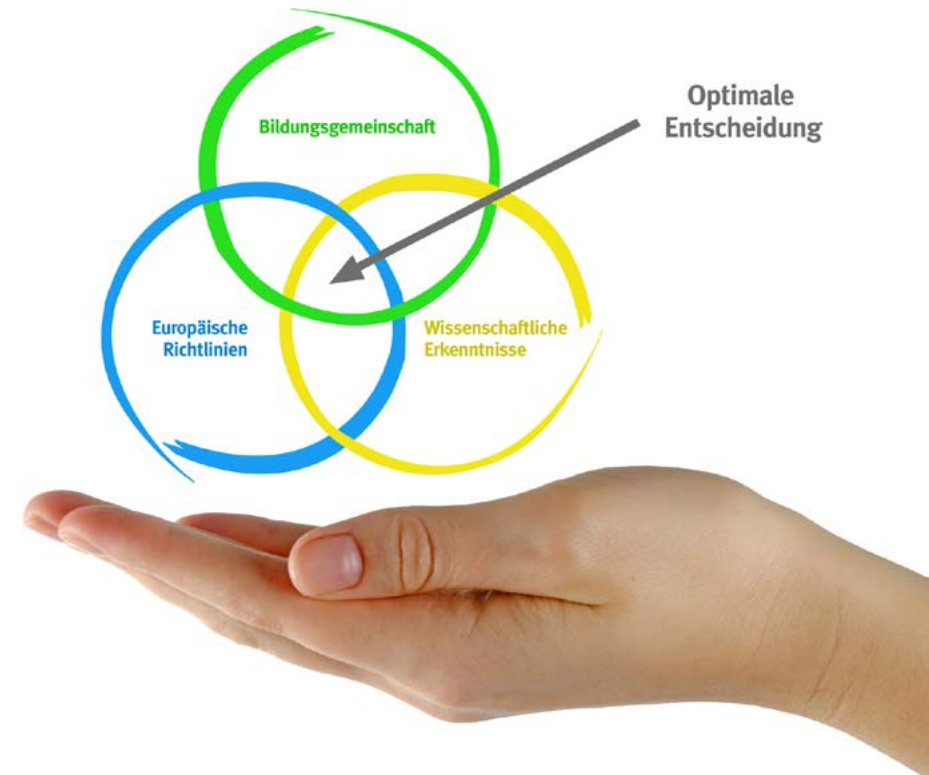 Optimale
Entscheidung
Bildungsgemeinschaft
Europäische
Richtlinien
Wissenschaftliche
Erkenntnisse